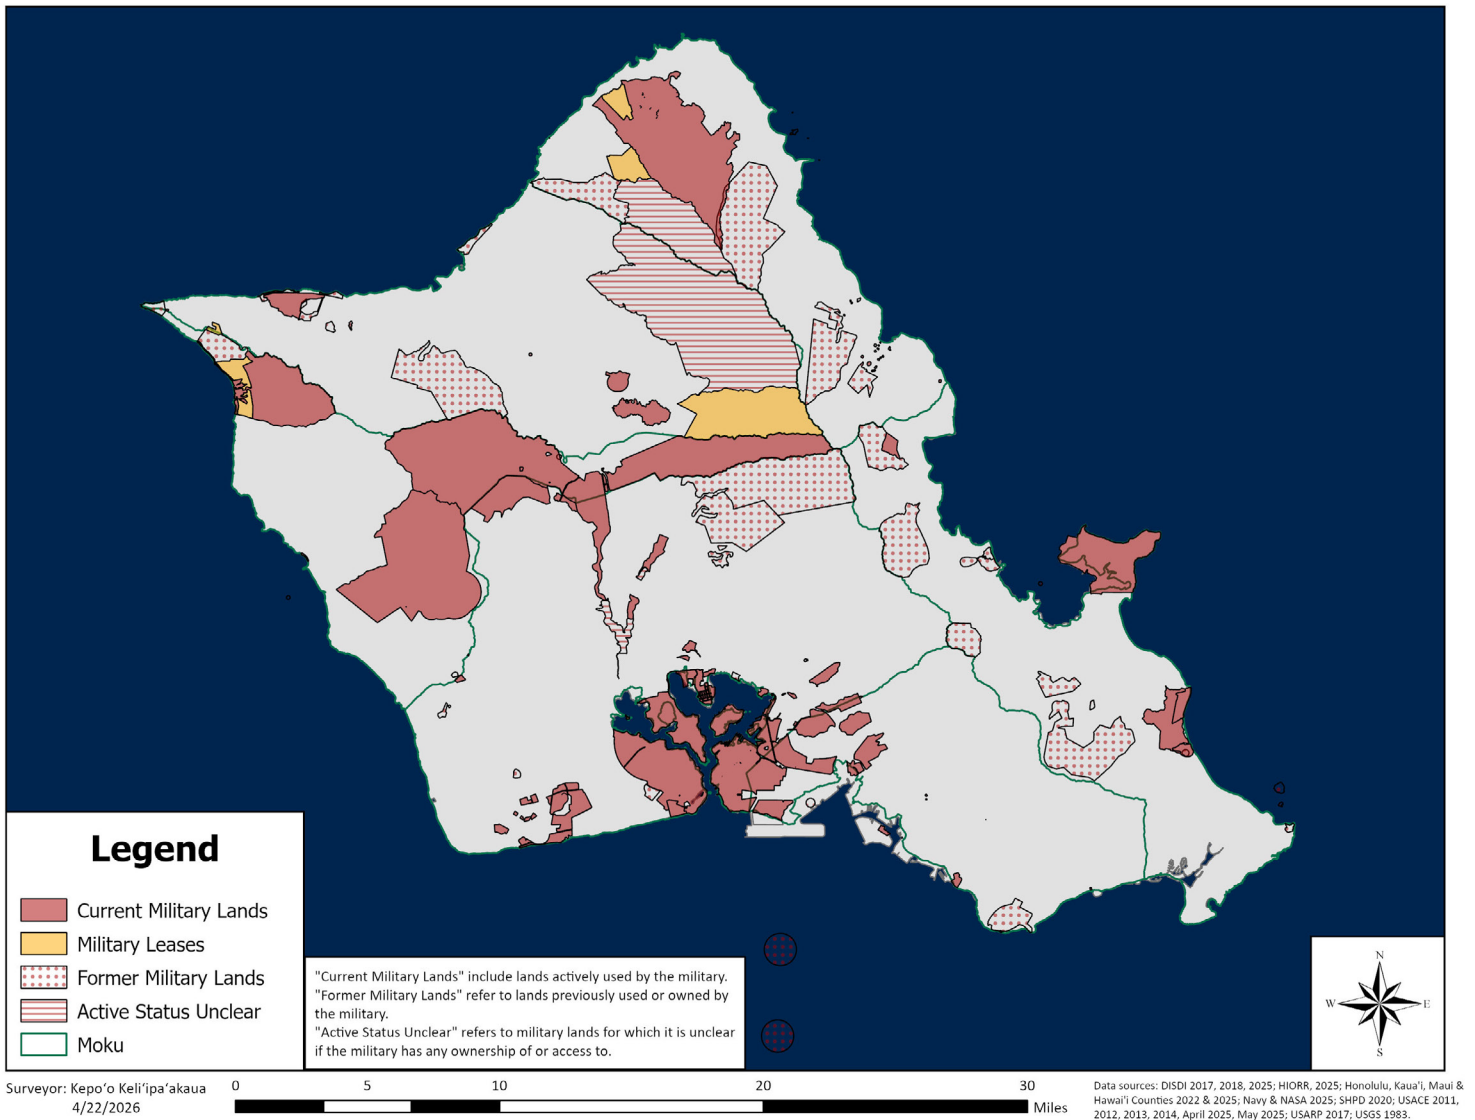 Legend
Current Military Lands
Military Leases
Former Military Lands
Active Status Unclear
Moku
"Current Military Lands" include lands actively used by the military.
"Former Military Lands" refer to lands previously used or owned by
the military.
"Active Status Unclear" refers to military lands for which it is unclear
if the military has any ownership of or access to.
N
W E
S
Surveyor: Kepoʻo Keliʻipaʻakaua
4/22/2026
0 5 10 20 30
Miles
Data sources: DISDI 2017, 2018, 2025; HIORR, 2025; Honolulu, Kaua'i, Maui &
Hawai'i Counties 2022 & 2025; Navy & NASA 2025; SHPD 2020; USACE 2011,
2012, 2013, 2014, April 2025, May 2025; USARP 2017; USGS 1983.